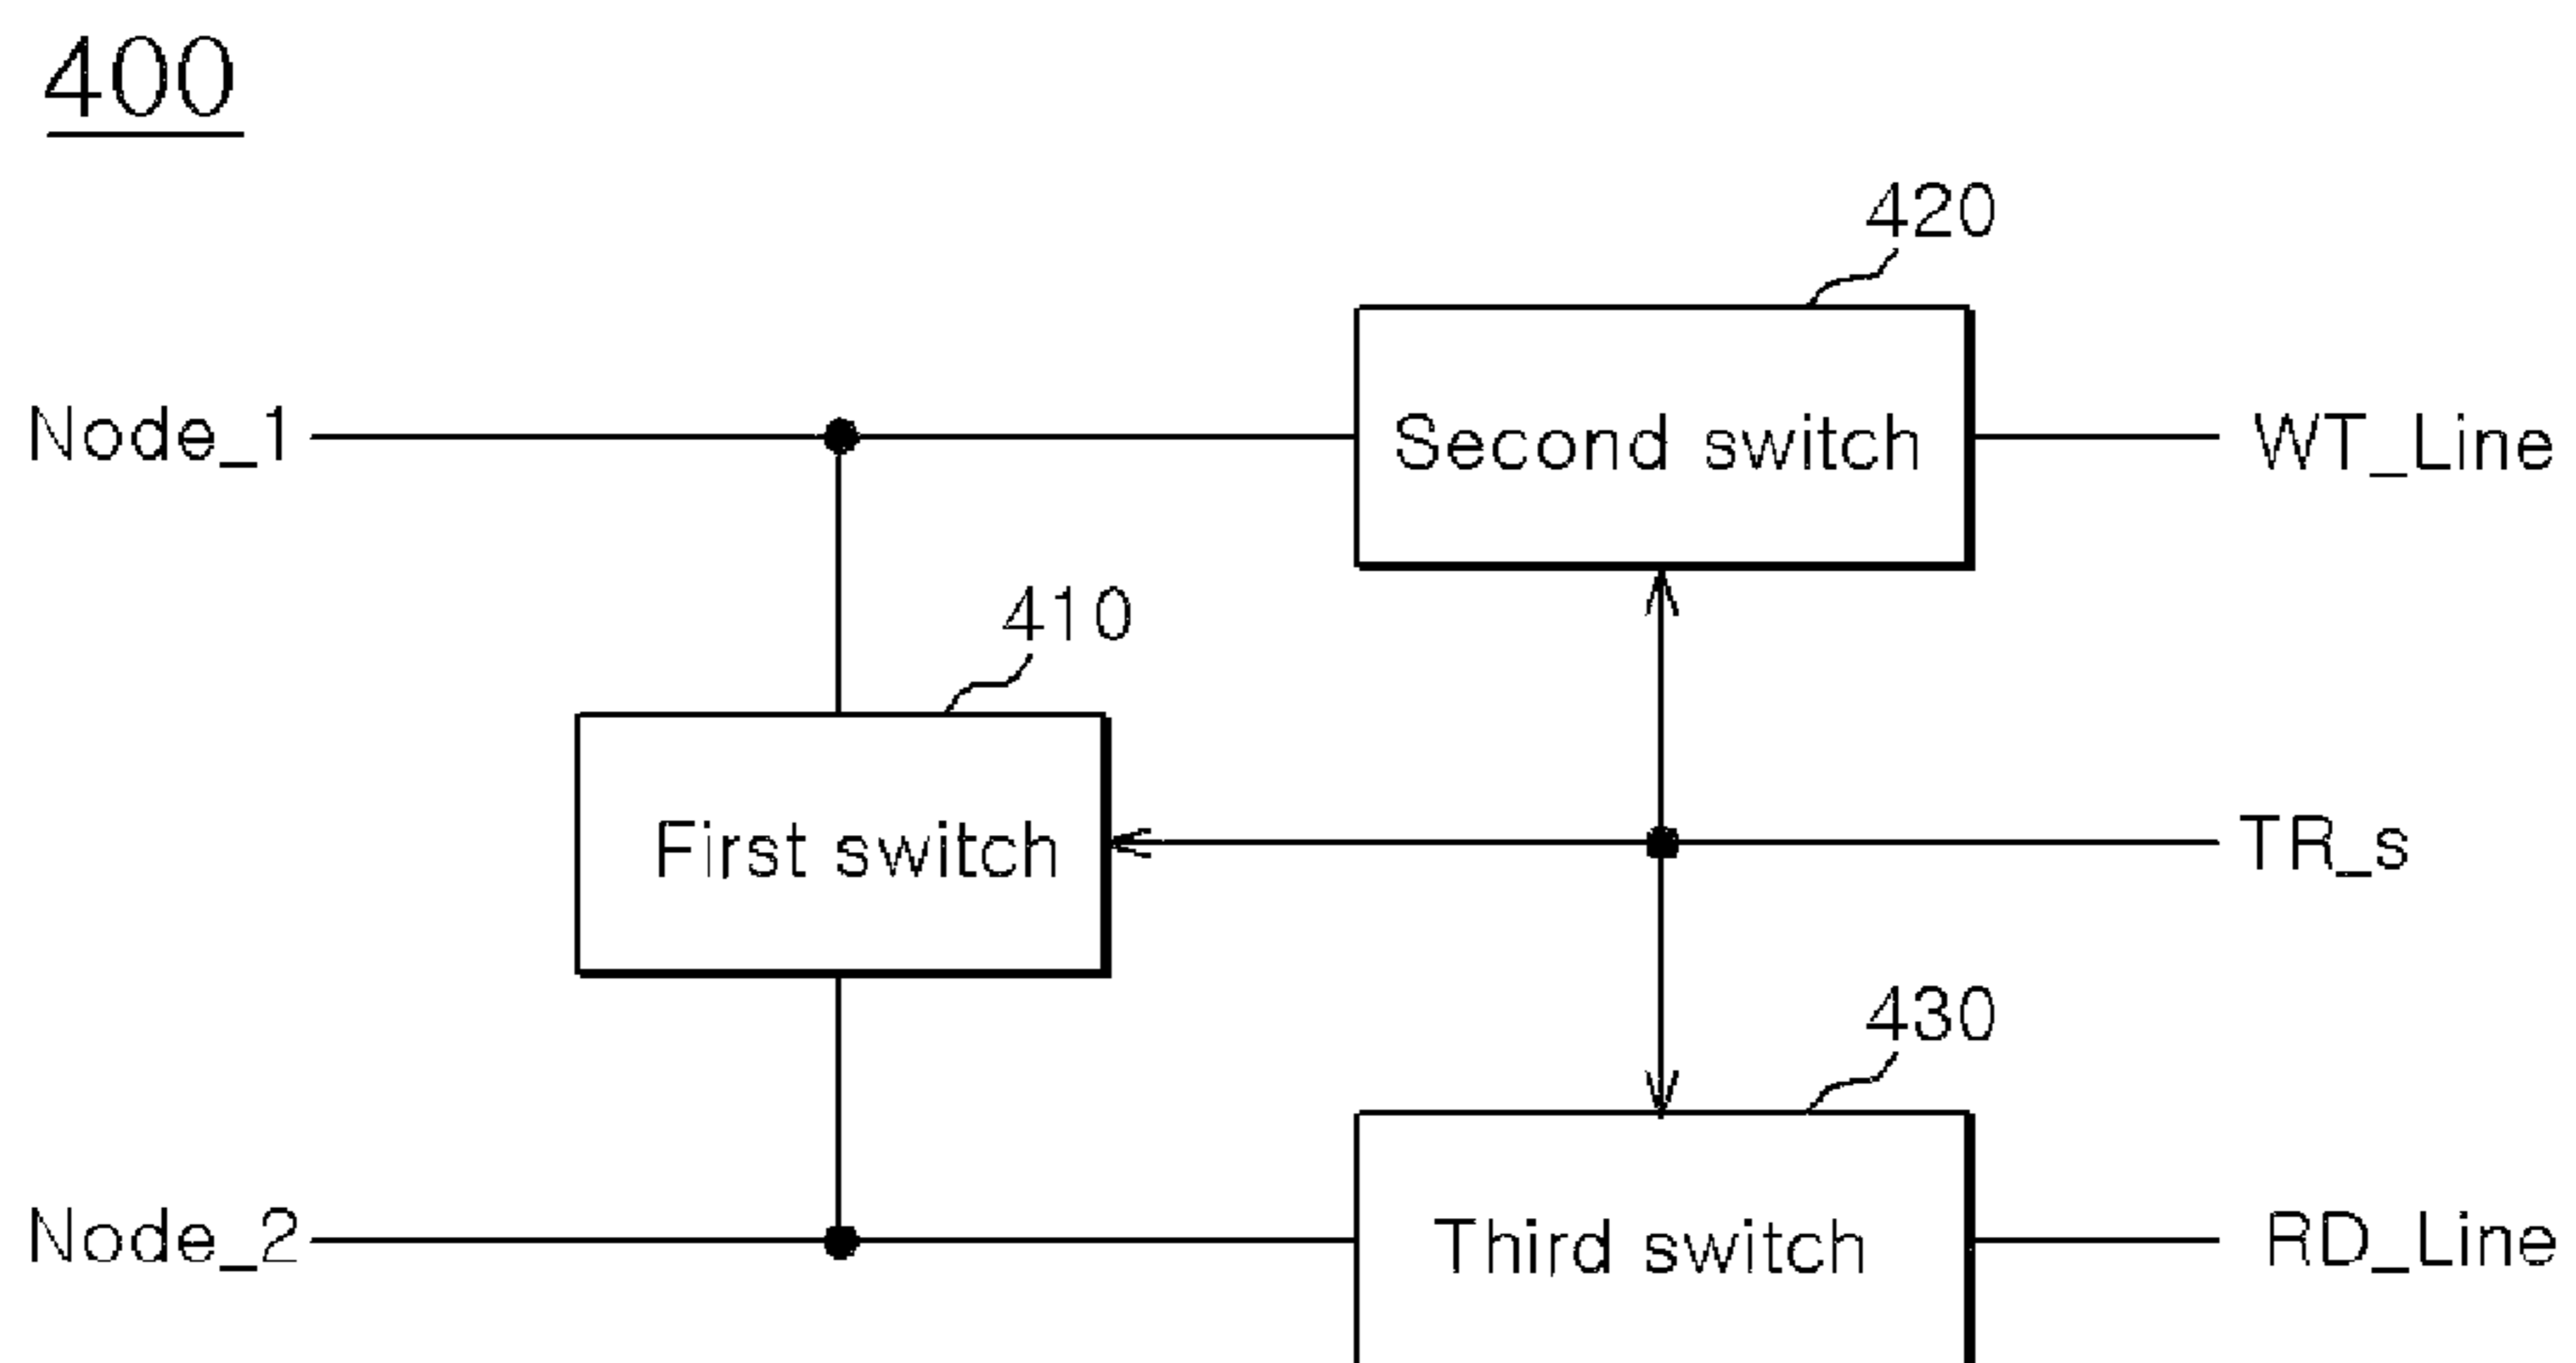 400
420
Node_1
Second switch
WT_Line
410
First switch
TR_s
430
Node_2
Third switch
RD_Line